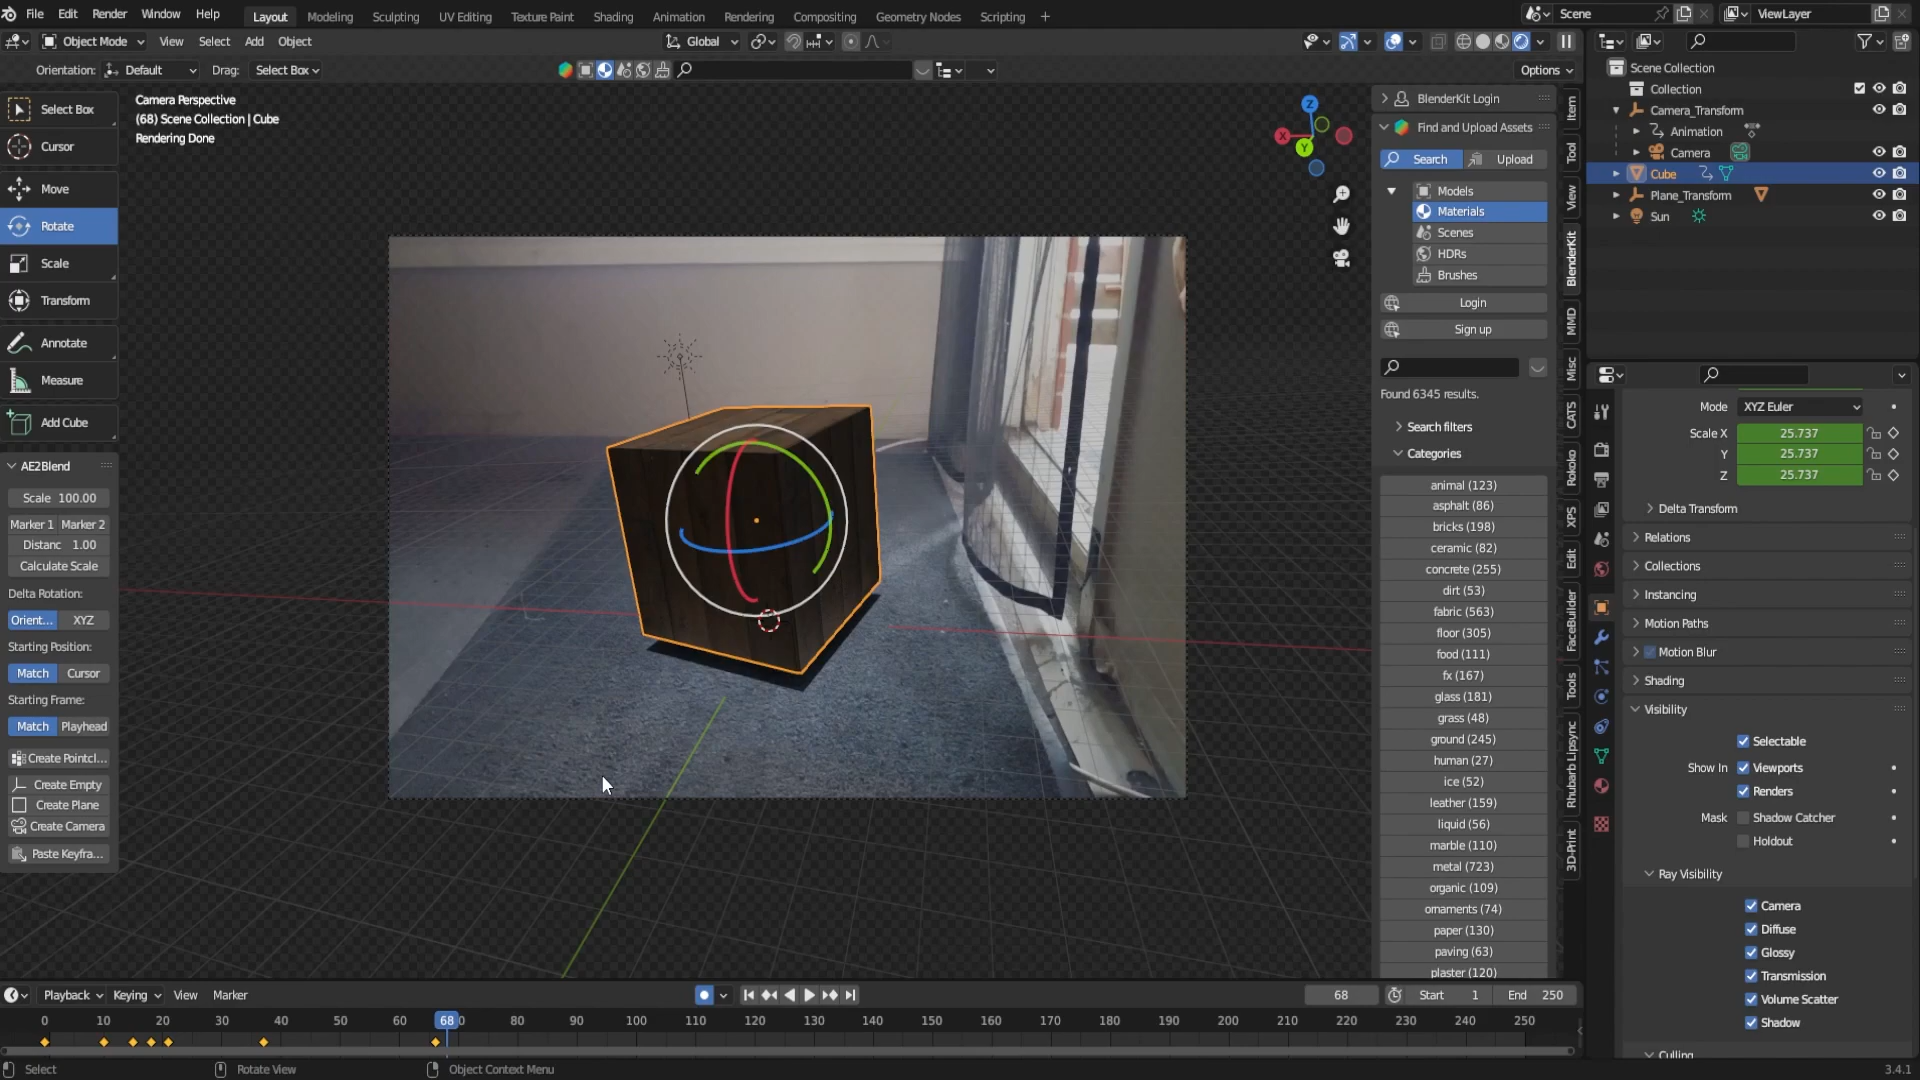 File Edit Render Window Help Layout Modeling Sculpting UV Editing Texture Paint Shading Animation Rendering Compositing Geometry Nodes Scripting + Scene ViewLayer
Object Mode View Select Add Object Global
Orientation: Default Drag: Select Box Options
Select Box
Cursor
Move
Rotate
Scale
Transform
Annotate
Measure
Add Cube
AE2Blend
Scale 100.00
Marker 1 Marker 2
Distanc 1.00
Calculate Scale
Delta Rotation:
Orient... XYZ
Starting Position:
Match Cursor
Starting Frame:
Match Playhead
Create Pointcl...
Create Empty
Create Plane
Create Camera
Paste Keyfra...
Camera Perspective
(68) Scene Collection | Cube
Rendering Done
Z
X
Y
BlenderKit Login
Find and Upload Assets
Search Upload
Models
Materials
Scenes
HDRs
Brushes
Login
Sign up
Found 6345 results.
Search filters
Categories
animal (123)
asphalt (86)
bricks (198)
ceramic (82)
concrete (255)
dirt (53)
fabric (563)
floor (305)
food (111)
fx (167)
glass (181)
grass (48)
ground (245)
human (27)
ice (52)
leather (159)
liquid (56)
marble (110)
metal (723)
organic (109)
ornaments (74)
paper (130)
paving (63)
plaster (120)
Item
Tool
View
BlenderKit
MMD
Misc
CATS
Rokoko
XPS
Edit
FaceBuilder
Tools
Rhubarb Lipsync
3D-Print
Scene Collection
Collection
Camera_Transform
Animation
Camera
Cube
Plane_Transform
Sun
Mode XYZ Euler
Scale X 25.737
Y 25.737
Z 25.737
Delta Transform
Relations
Collections
Instancing
Motion Paths
Motion Blur
Shading
Visibility
Selectable
Show In Viewports
Renders
Mask Shadow Catcher
Holdout
Ray Visibility
Camera
Diffuse
Glossy
Transmission
Volume Scatter
Shadow
Culling
Playback Keying View Marker 68 Start 1 End 250
0 10 20 30 40 50 60 68 80 90 100 110 120 130 140 150 160 170 180 190 200 210 220 230 240 250
Select Rotate View Object Context Menu 3.4.1